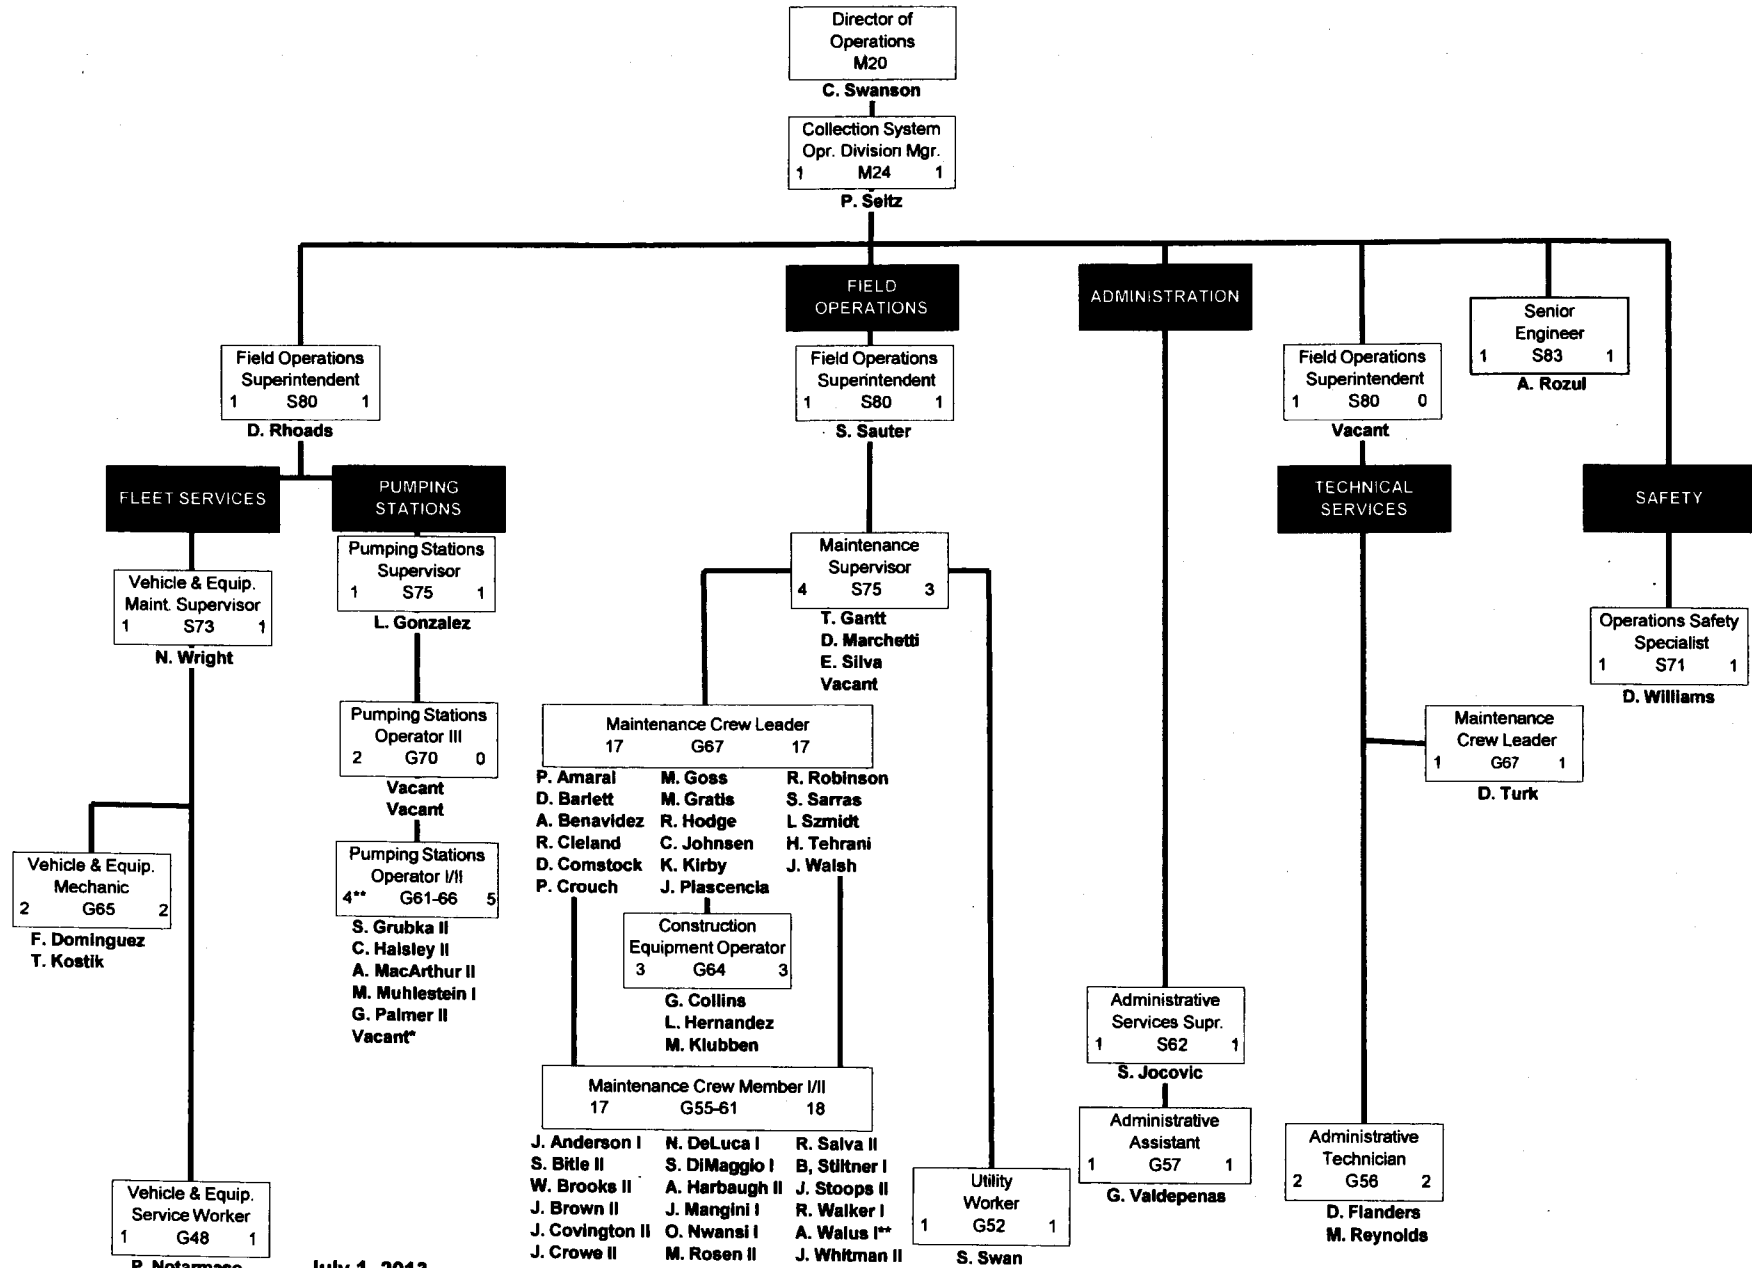 Director of
Operations
M20
C. Swanson
Collection System
Opr. Division Mgr.
1 M24 1
P. Seitz
FIELD
OPERATIONS
ADMINISTRATION
Senior
Engineer
1 S83 1
A. Rozul
Field Operations
Superintendent
1 S80 1
D. Rhoads
Field Operations
Superintendent
1 S80 1
S. Sauter
Field Operations
Superintendent
1 S80 0
Vacant
FLEET SERVICES
PUMPING
STATIONS
TECHNICAL
SERVICES
SAFETY
Vehicle & Equip.
Maint. Supervisor
1 S73 1
N. Wright
Pumping Stations
Supervisor
1 S75 1
L. Gonzalez
Maintenance
Supervisor
4 S75 3
T. Gantt
D. Marchetti
E. Silva
Vacant
Operations Safety
Specialist
1 S71 1
D. Williams
Pumping Stations
Operator III
2 G70 0
Vacant
Vacant
Maintenance Crew Leader
17 G67 17
P. Amaral M. Goss R. Robinson
D. Barlett M. Gratis S. Sarras
A. Benavidez R. Hodge L Szmidt
R. Cleland C. Johnsen H. Tehrani
D. Comstock K. Kirby J. Walsh
P. Crouch J. Plascencia
Maintenance
Crew Leader
1 G67 1
D. Turk
Vehicle & Equip.
Mechanic
2 G65 2
F. Dominguez
T. Kostik
Pumping Stations
Operator I/II
4** G61-66 5
S. Grubka II
C. Haisley II
A. MacArthur II
M. Muhlestein I
G. Palmer II
Vacant*
Construction
Equipment Operator
3 G64 3
G. Collins
L. Hernandez
M. Klubben
Administrative
Services Supr.
1 S62 1
S. Jocovic
Maintenance Crew Member I/II
17 G55-61 18
J. Anderson I N. DeLuca I R. Salva II
S. Bitle II S. DiMaggio I B, Stiltner I
W. Brooks II A. Harbaugh II J. Stoops II
J. Brown II J. Mangini I R. Walker I
J. Covington II O. Nwansi I A. Walus I**
J. Crowe II M. Rosen II J. Whitman II
Utility
Worker
1 G52 1
S. Swan
Administrative
Assistant
1 G57 1
G. Valdepenas
Administrative
Technician
2 G56 2
D. Flanders
M. Reynolds
Vehicle & Equip.
Service Worker
1 G48 1